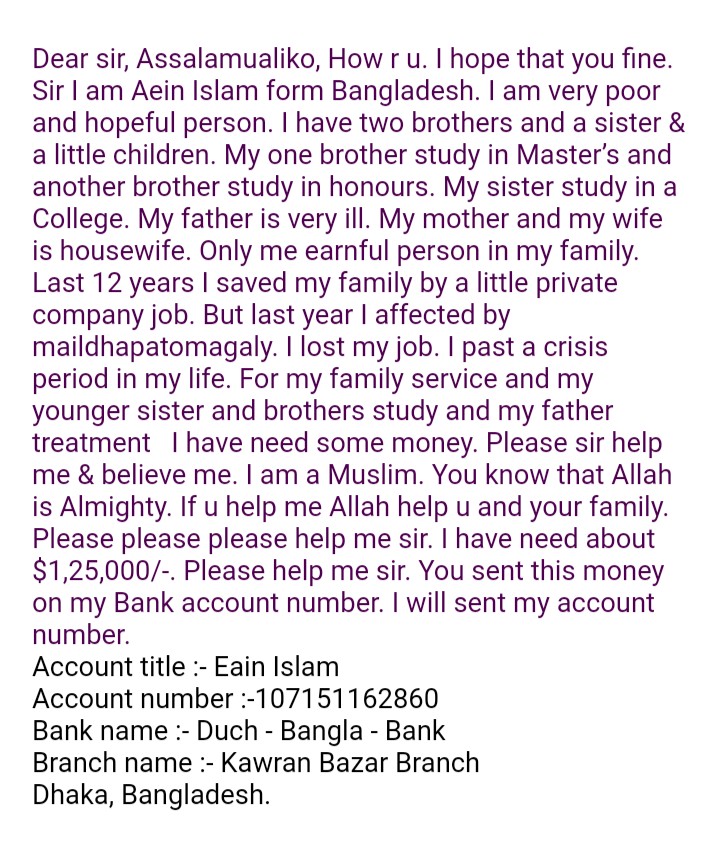 Dear sir, Assalamualiko, How r u. I hope that you fine.
Sir I am Aein Islam form Bangladesh. I am very poor
and hopeful person. I have two brothers and a sister &
a little children. My one brother study in Master’s and
another brother study in honours. My sister study in a
College. My father is very ill. My mother and my wife
is housewife. Only me earnful person in my family.
Last 12 years I saved my family by a little private
company job. But last year I affected by
maildhapatomagaly. I lost my job. I past a crisis
period in my life. For my family service and my
younger sister and brothers study and my father
treatment   I have need some money. Please sir help
me & believe me. I am a Muslim. You know that Allah
is Almighty. If u help me Allah help u and your family.
Please please please help me sir. I have need about
$1,25,000/-. Please help me sir. You sent this money
on my Bank account number. I will sent my account
number.
Account title :- Eain Islam
Account number :-107151162860
Bank name :- Duch - Bangla - Bank
Branch name :- Kawran Bazar Branch
Dhaka, Bangladesh.